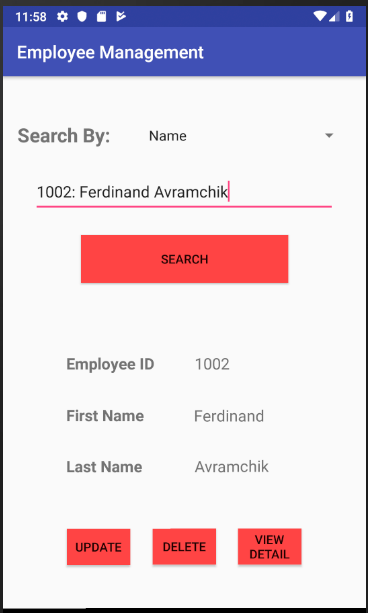 11:58
Employee Management
Search By: Name
1002: Ferdinand Avramchik
SEARCH
Employee ID 1002
First Name Ferdinand
Last Name Avramchik
UPDATE DELETE VIEW DETAIL